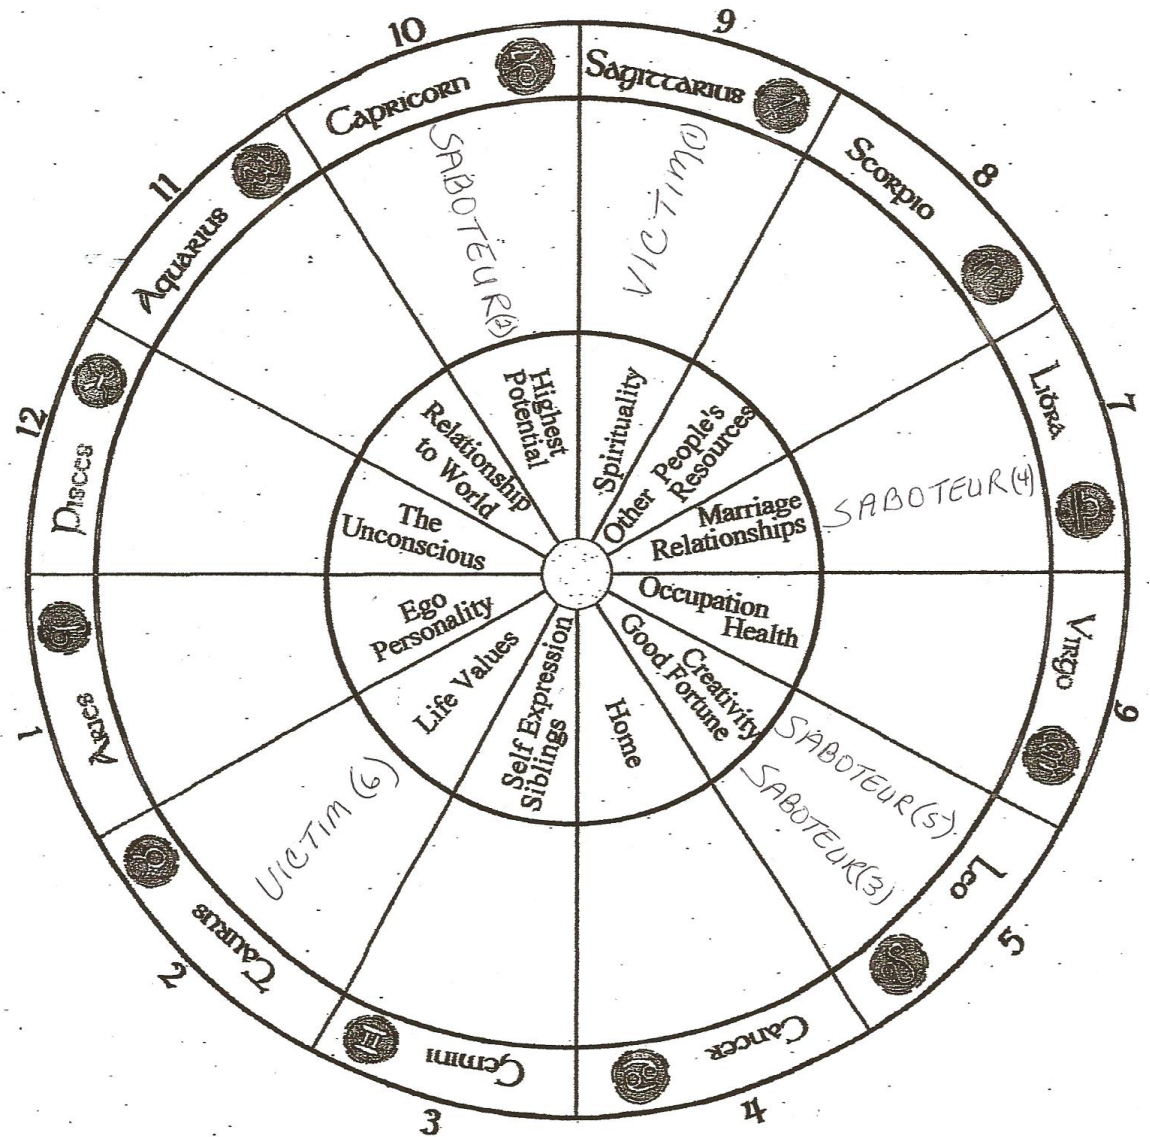 10
9
Capricorn
Sagittarius
11
Aquarius
Scorpio
8
SABOTEUR(2)
VICTIM(1)
12
Pisces
Libra
7
Highest
Potential
Spirituality
Relationship
to World
Other People's
Resources
SABOTEUR(4)
The
Unconscious
Marriage
Relationships
Ego
Personality
Occupation
Health
Life Values
Self Expression
Siblings
Home
Creativity
Good Fortune
1
Aries
Virgo
6
SABOTEUR(5)
SABOTEUR(3)
VICTIM (6)
Taurus
2
Leo
5
Gemini
3
Cancer
4